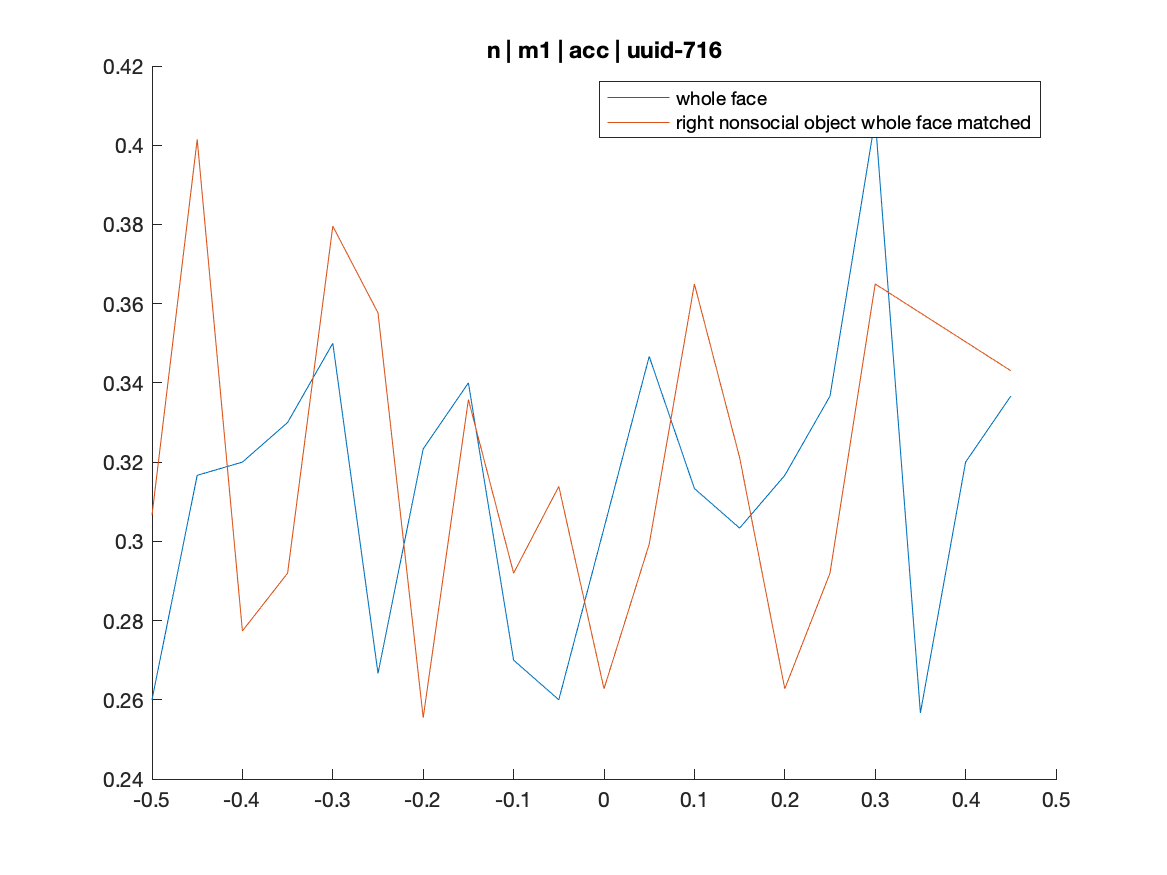 n | m1 | acc | uuid-716
whole face
right nonsocial object whole face matched
0.42
0.4
0.38
0.36
0.34
0.32
0.3
0.28
0.26
0.24
-0.5 -0.4 -0.3 -0.2 -0.1 0 0.1 0.2 0.3 0.4 0.5